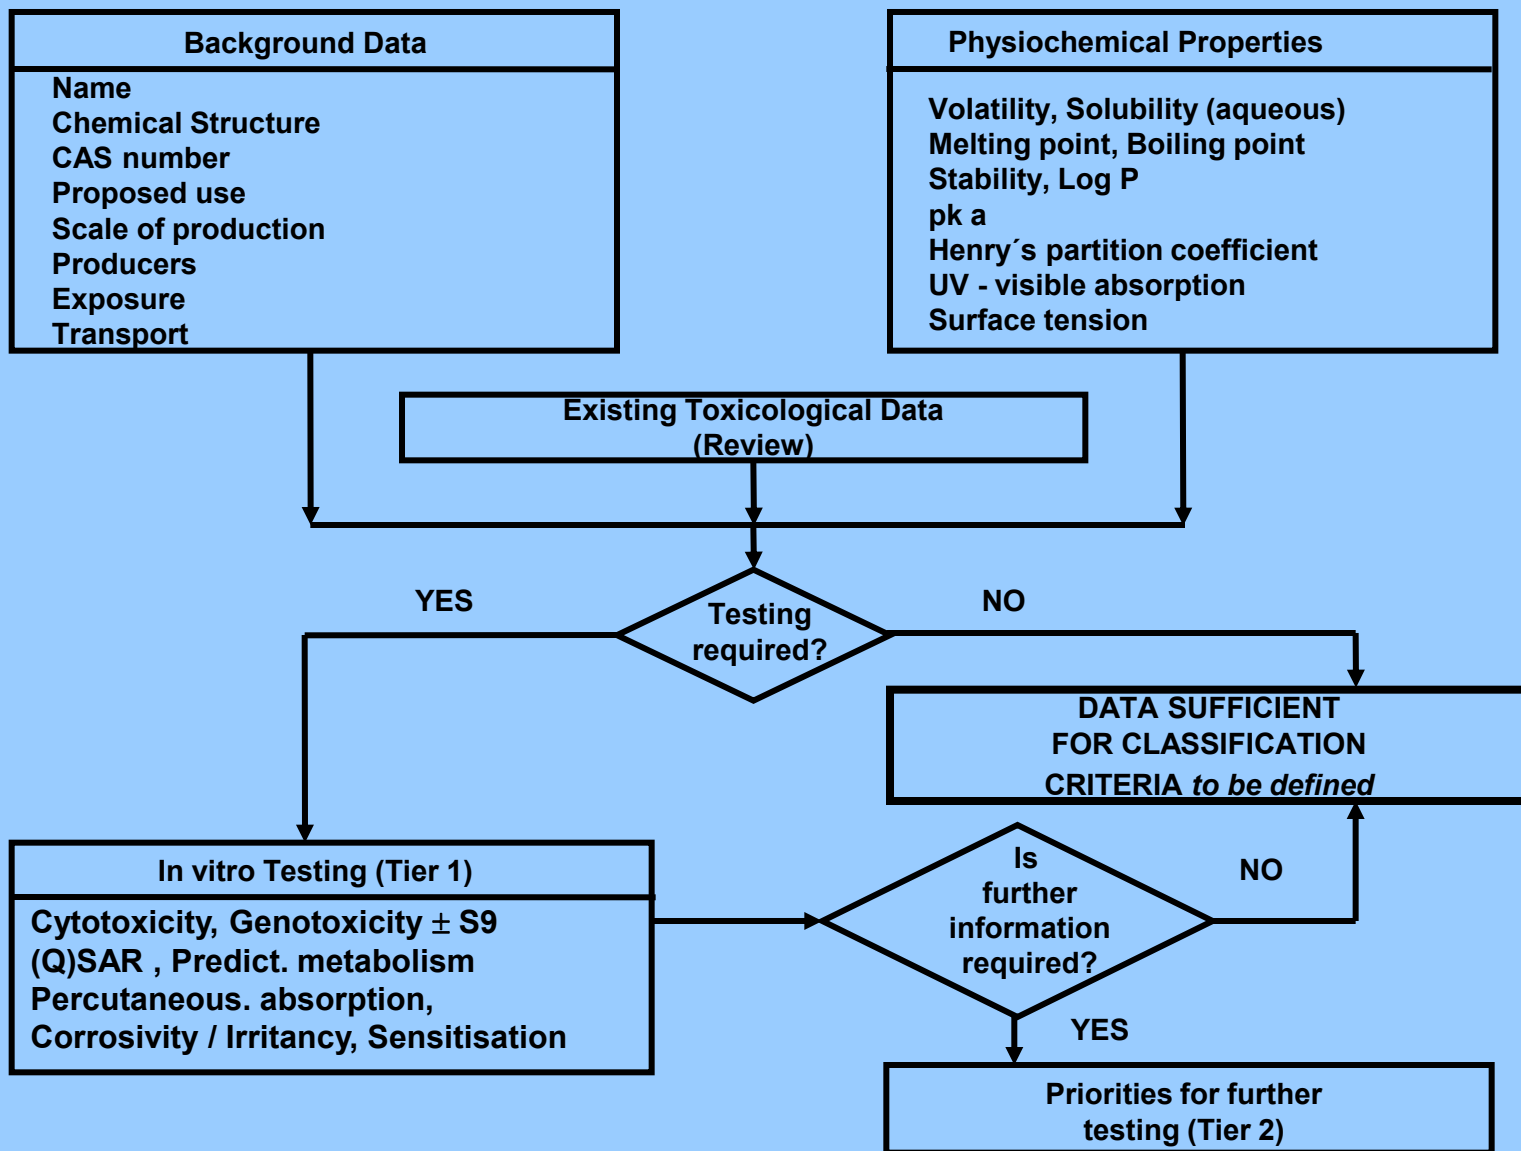 Background Data
Name
Chemical Structure
CAS number
Proposed use
Scale of production
Producers
Exposure
Transport
Physiochemical Properties
Volatility, Solubility (aqueous)
Melting point, Boiling point
Stability, Log P
pk a
Henry´s partition coefficient
UV - visible absorption
Surface tension
Existing Toxicological Data
(Review)
YES
Testing
required?
NO
DATA SUFFICIENT
FOR CLASSIFICATION
CRITERIA to be defined
In vitro Testing (Tier 1)
Cytotoxicity, Genotoxicity ± S9
(Q)SAR , Predict. metabolism
Percutaneous. absorption,
Corrosivity / Irritancy, Sensitisation
Is
further
information
required?
NO
YES
Priorities for further
testing (Tier 2)